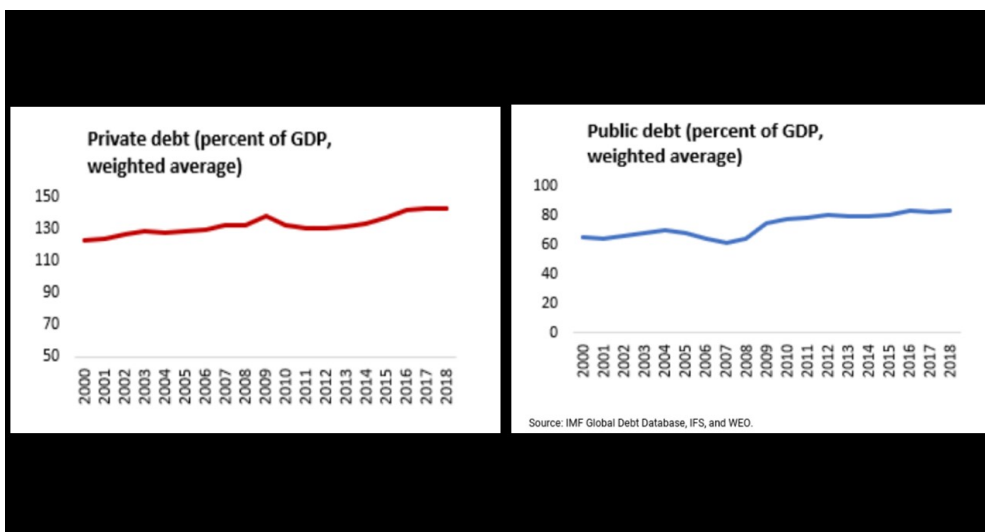 Private debt (percent of GDP,
weighted average)
150
130
110
90
70
50
2000 2001 2002 2003 2004 2005 2006 2007 2008 2009 2010 2011 2012 2013 2014 2015 2016 2017 2018
Public debt (percent of GDP,
weighted average)
100
80
60
40
20
0
2000 2001 2002 2003 2004 2005 2006 2007 2008 2009 2010 2011 2012 2013 2014 2015 2016 2017 2018
Source: IMF Global Debt Database, IFS, and WEO.